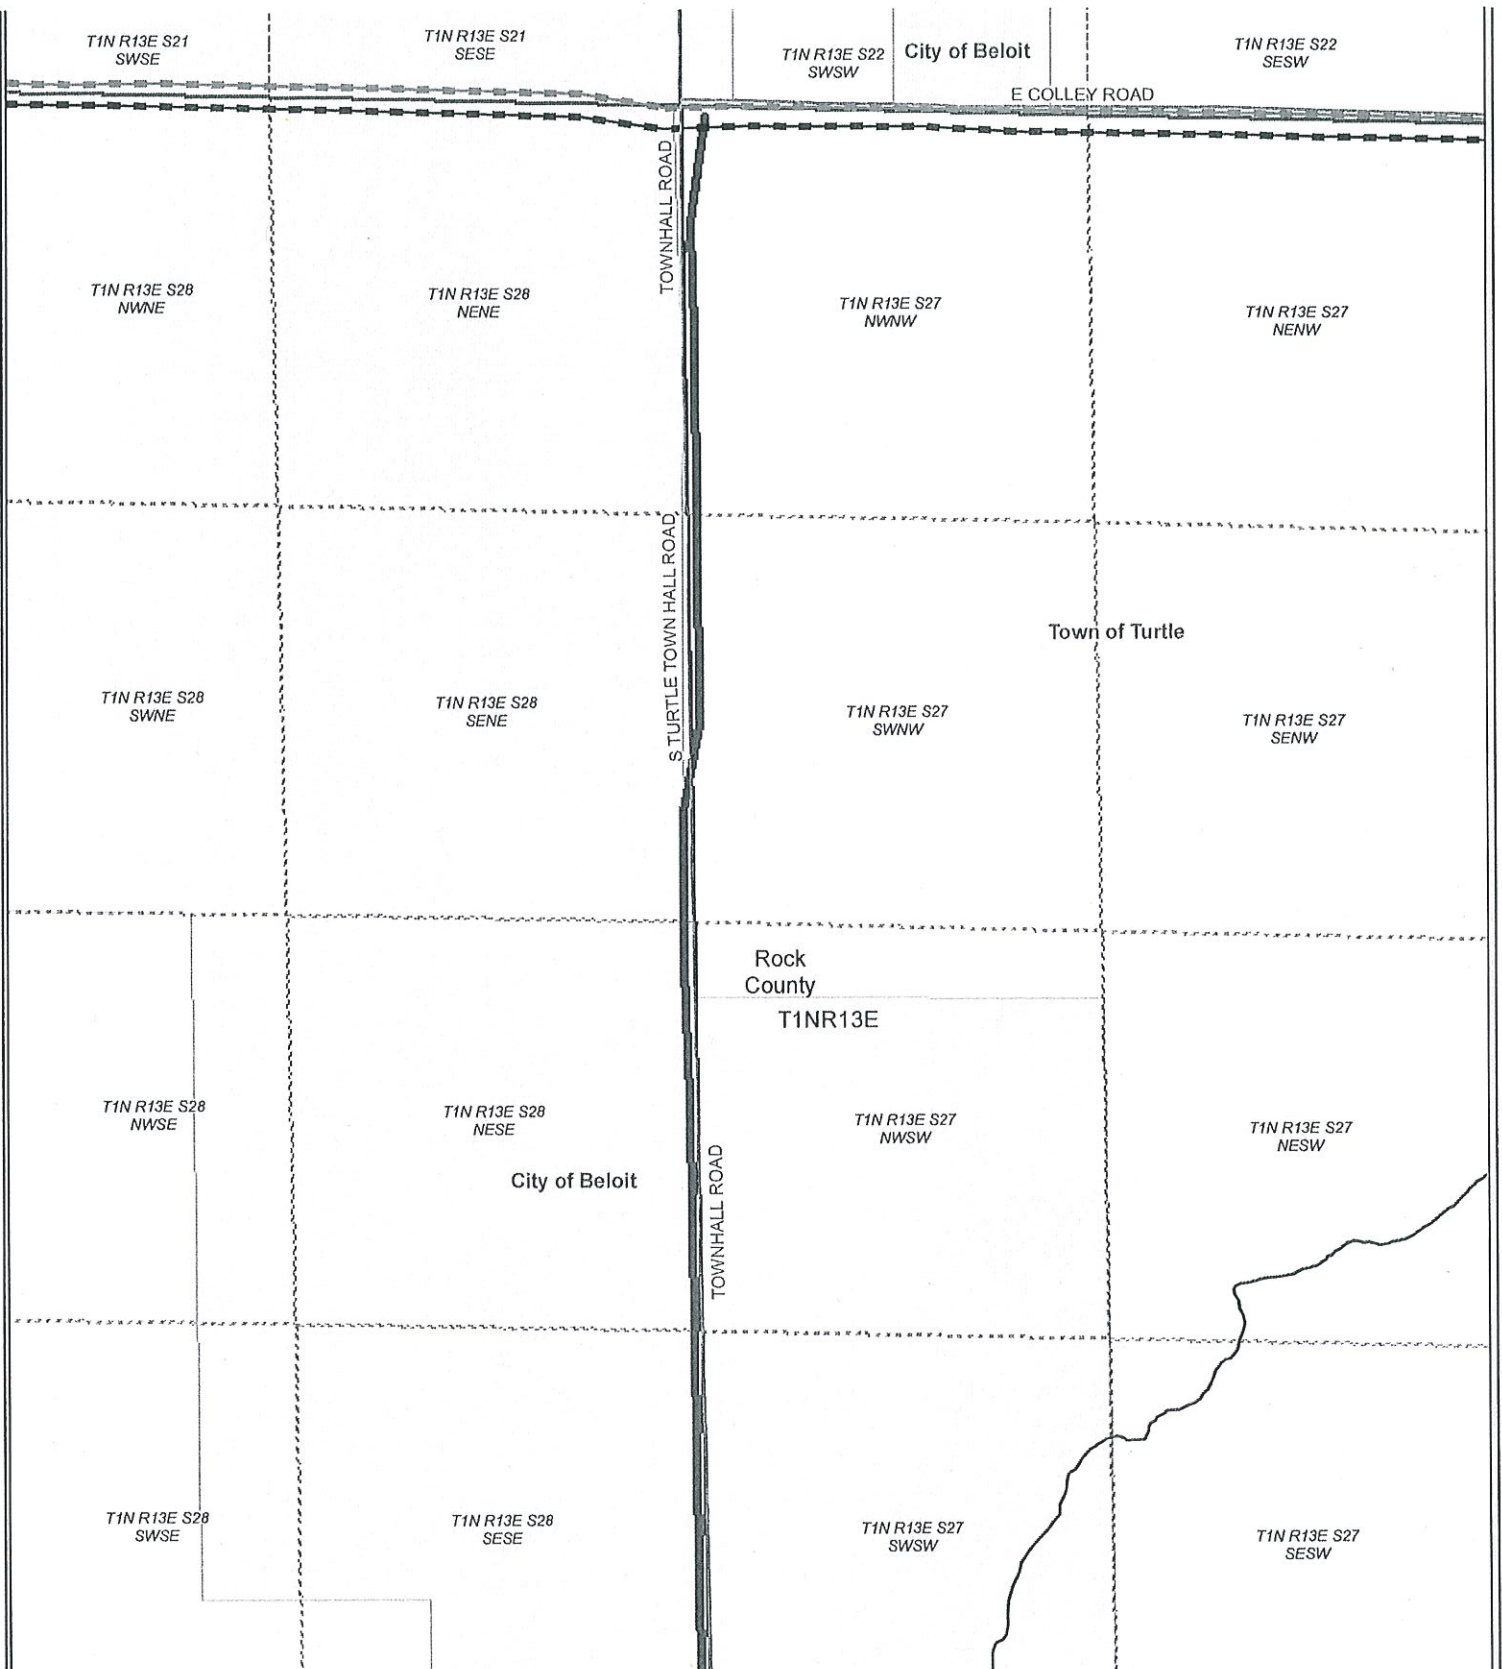 T1N R13E S21
SWSE
T1N R13E S21
SESE
T1N R13E S22
SWSW
City of Beloit
T1N R13E S22
SESW
E COLLEY ROAD
TOWNHALL ROAD
T1N R13E S28
NWNE
T1N R13E S28
NENE
T1N R13E S27
NWNW
T1N R13E S27
NENW
S TURTLE TOWN HALL ROAD
Town of Turtle
T1N R13E S28
SWNE
T1N R13E S28
SENE
T1N R13E S27
SWNW
T1N R13E S27
SENW
Rock
County
T1NR13E
T1N R13E S28
NWSE
T1N R13E S28
NESE
T1N R13E S27
NWSW
T1N R13E S27
NESW
City of Beloit
TOWNHALL ROAD
T1N R13E S28
SWSE
T1N R13E S28
SESE
T1N R13E S27
SWSW
T1N R13E S27
SESW